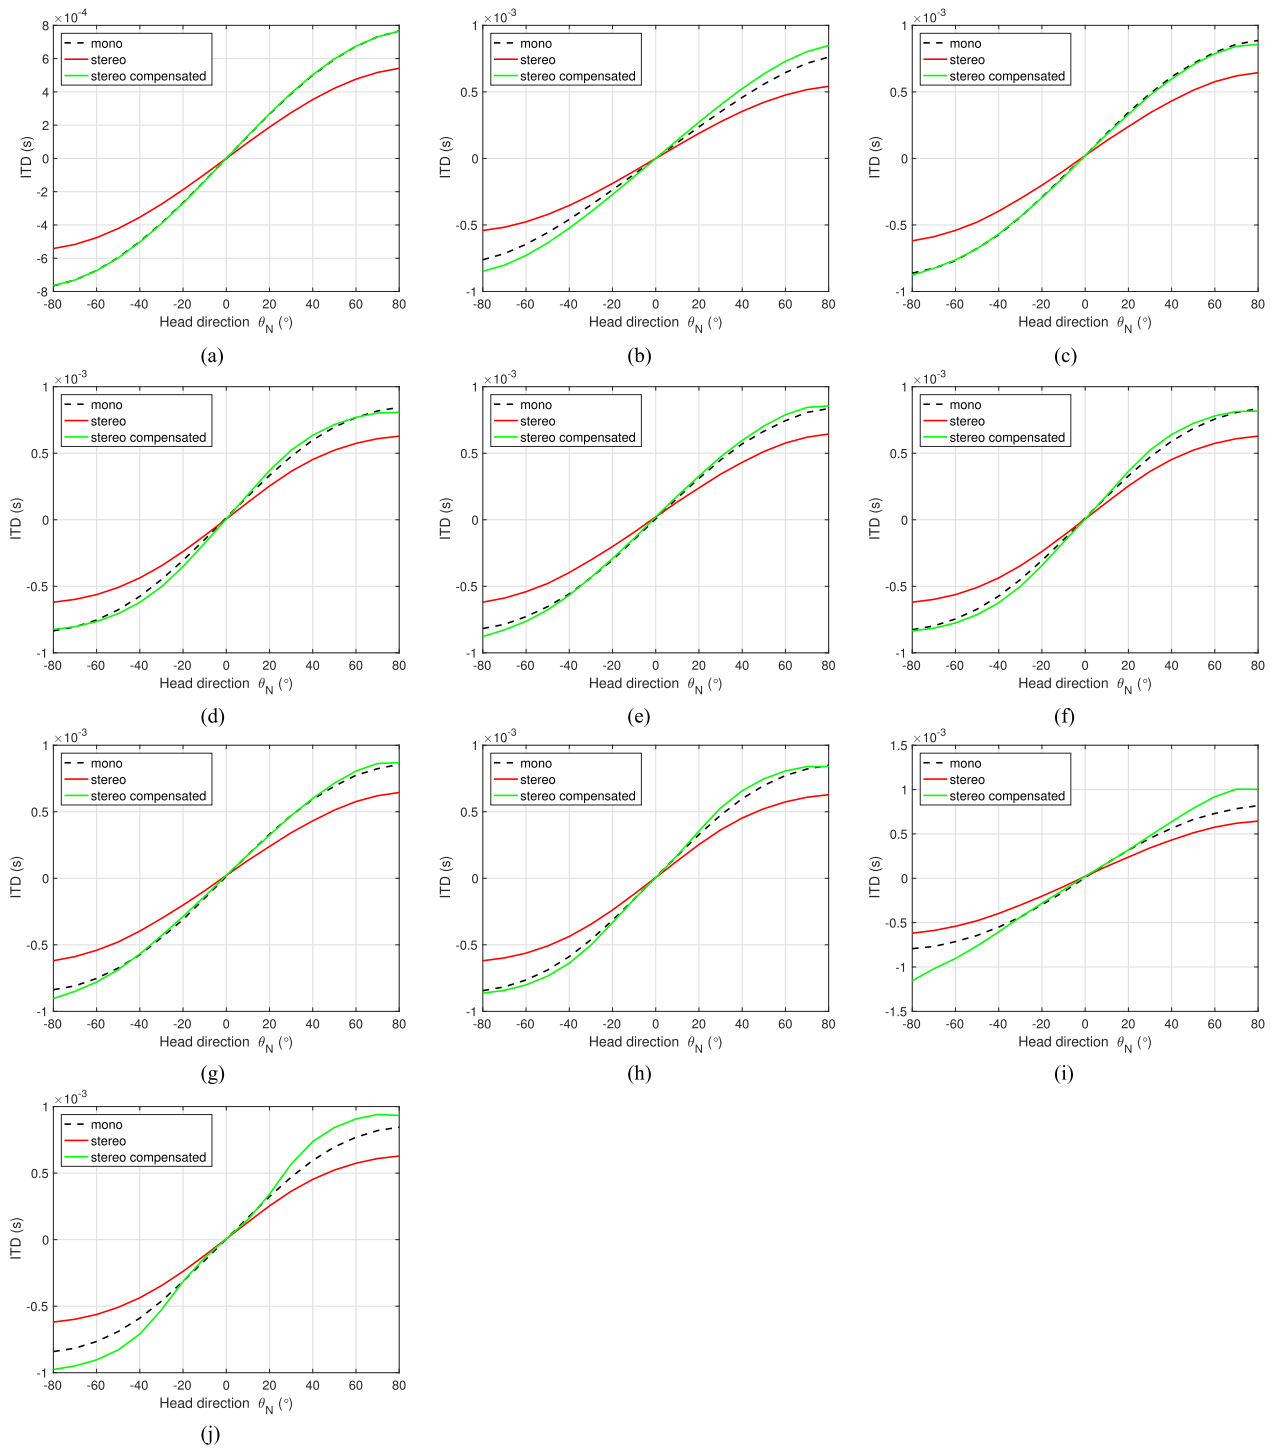 ×10⁻⁴
8
6
4
2
0
-2
-4
-6
-8
ITD (s)
mono
stereo
stereo compensated
-80 -60 -40 -20 0 20 40 60 80
Head direction θ_N (°)
(a)
×10⁻³
1
0.5
0
-0.5
-1
ITD (s)
mono
stereo
stereo compensated
-80 -60 -40 -20 0 20 40 60 80
Head direction θ_N (°)
(b)
×10⁻³
1
0.5
0
-0.5
-1
ITD (s)
mono
stereo
stereo compensated
-80 -60 -40 -20 0 20 40 60 80
Head direction θ_N (°)
(c)
×10⁻³
1
0.5
0
-0.5
-1
ITD (s)
mono
stereo
stereo compensated
-80 -60 -40 -20 0 20 40 60 80
Head direction θ_N (°)
(d)
×10⁻³
1
0.5
0
-0.5
-1
ITD (s)
mono
stereo
stereo compensated
-80 -60 -40 -20 0 20 40 60 80
Head direction θ_N (°)
(e)
×10⁻³
1
0.5
0
-0.5
-1
ITD (s)
mono
stereo
stereo compensated
-80 -60 -40 -20 0 20 40 60 80
Head direction θ_N (°)
(f)
×10⁻³
1
0.5
0
-0.5
-1
ITD (s)
mono
stereo
stereo compensated
-80 -60 -40 -20 0 20 40 60 80
Head direction θ_N (°)
(g)
×10⁻³
1
0.5
0
-0.5
-1
ITD (s)
mono
stereo
stereo compensated
-80 -60 -40 -20 0 20 40 60 80
Head direction θ_N (°)
(h)
×10⁻³
1.5
1
0.5
0
-0.5
-1
-1.5
ITD (s)
mono
stereo
stereo compensated
-80 -60 -40 -20 0 20 40 60 80
Head direction θ_N (°)
(i)
×10⁻³
1
0.5
0
-0.5
-1
ITD (s)
mono
stereo
stereo compensated
-80 -60 -40 -20 0 20 40 60 80
Head direction θ_N (°)
(j)